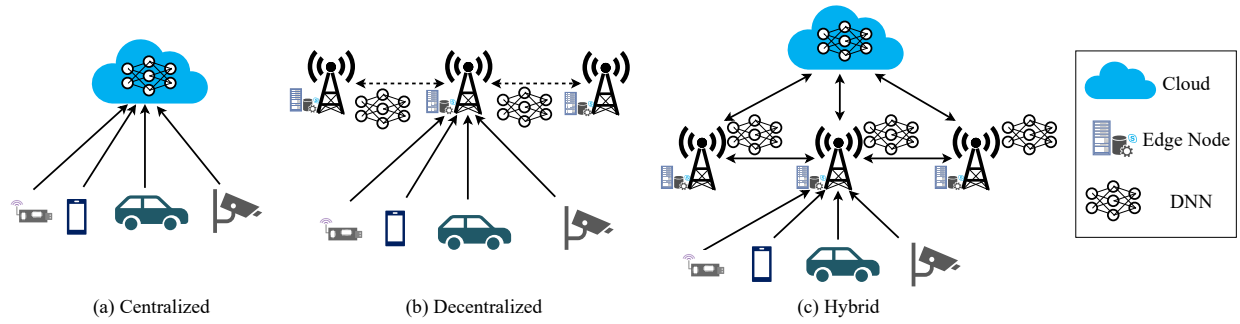 Cloud
Edge Node
DNN
(a) Centralized
(b) Decentralized
(c) Hybrid